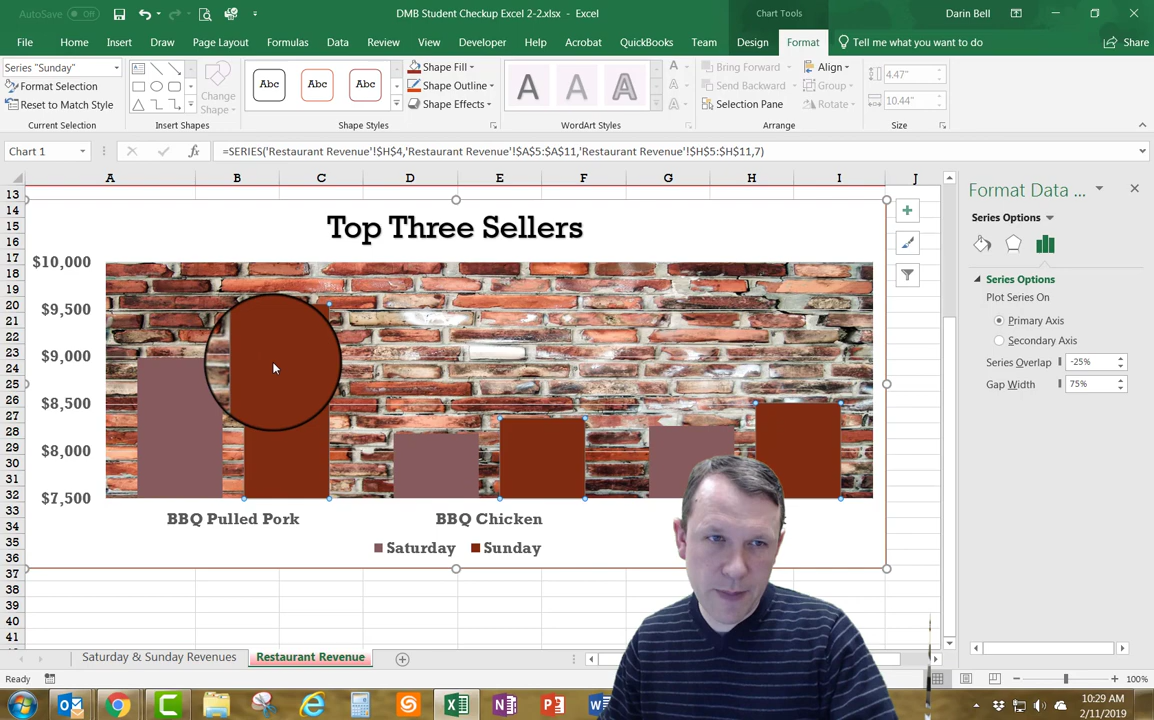 AutoSave Off
DMB Student Checkup Excel 2-2.xlsx - Excel
Chart Tools
Darin Bell
File Home Insert Draw Page Layout Formulas Data Review View Developer Help Acrobat QuickBooks Team Design Format Tell me what you to do Share
Series "Sunday"
Format Selection
Reset to Match Style
Current Selection
Change
Shape
Insert Shapes
Abc Abc Abc
Shape Fill
Shape Outline
Shape Effects
Shape Styles
A A A
WordArt Styles
Bring Forward
Send Backward
Selection Pane
Align
Group
Rotate
Arrange
4.47"
10.44"
Size
Chart 1
=SERIES('Restaurant Revenue'!$H$4,'Restaurant Revenue'!$A$5:$A$11,'Restaurant Revenue'!$H$5:$H$11,7)
A B C D E F G H I J
13
14
15
16
17
18
19
20
21
22
23
24
25
26
27
28
29
30
31
32
33
34
35
36
37
38
39
40
41
Top Three Sellers
$10,000
$9,500
$9,000
$8,500
$8,000
$7,500
BBQ Pulled Pork BBQ Chicken
Saturday Sunday
Format Data ...
Series Options
Series Options
Plot Series On
Primary Axis
Secondary Axis
Series Overlap -25%
Gap Width 75%
Saturday & Sunday Revenues Restaurant Revenue
Ready
100%
10:29 AM
2/11/2019